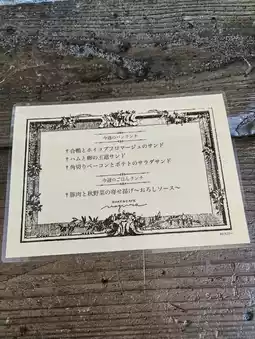 今週のパンランチ
†合鴨とホイップフロマージュのサンド
†ハムと卵の王道サンド
†角切りベーコンとポテトのサラダサンド
今週のごはんランチ
†豚肉と秋野菜の寄せ揚げ〜おろしソース〜